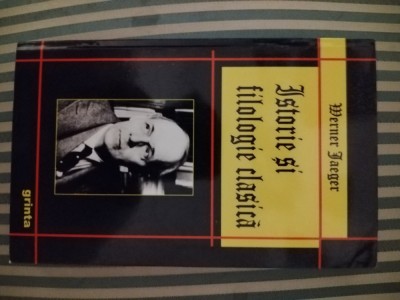 Werner Jaeger
Istorie și
filologie clasică
grinta